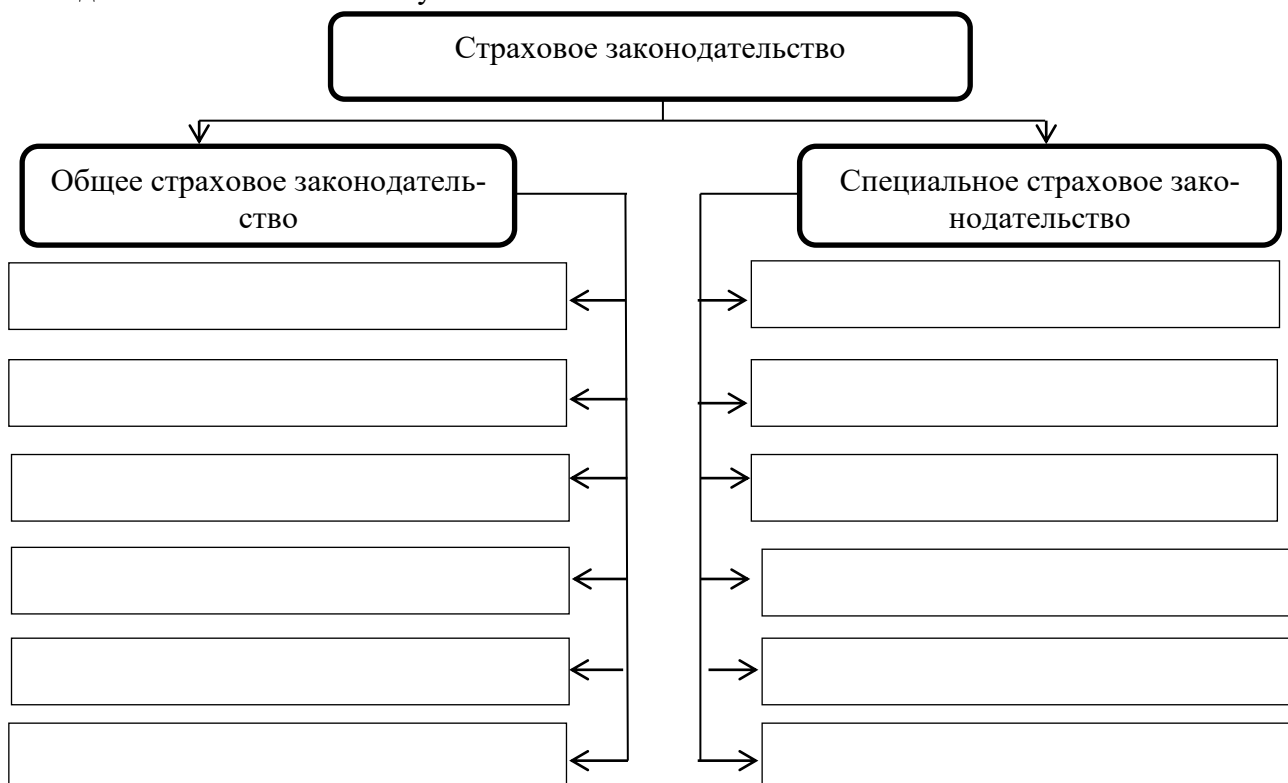 Страховое законодательство
Общее страховое законодатель-
ство
Специальное страховое зако-
нодательство